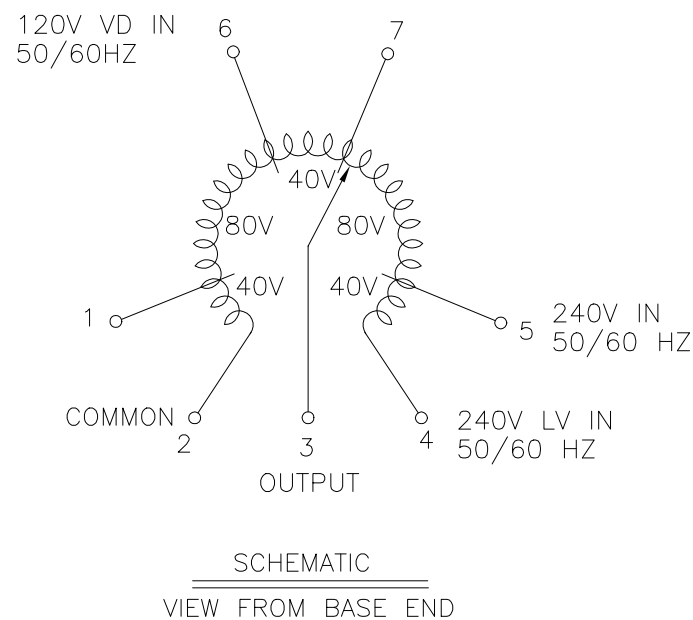 120V VD IN
50/60HZ
6
7
40V
80V
80V
40V
40V
1
5
240V IN
50/60 HZ
COMMON
2
3
OUTPUT
4
240V LV IN
50/60 HZ
SCHEMATIC
VIEW FROM BASE END